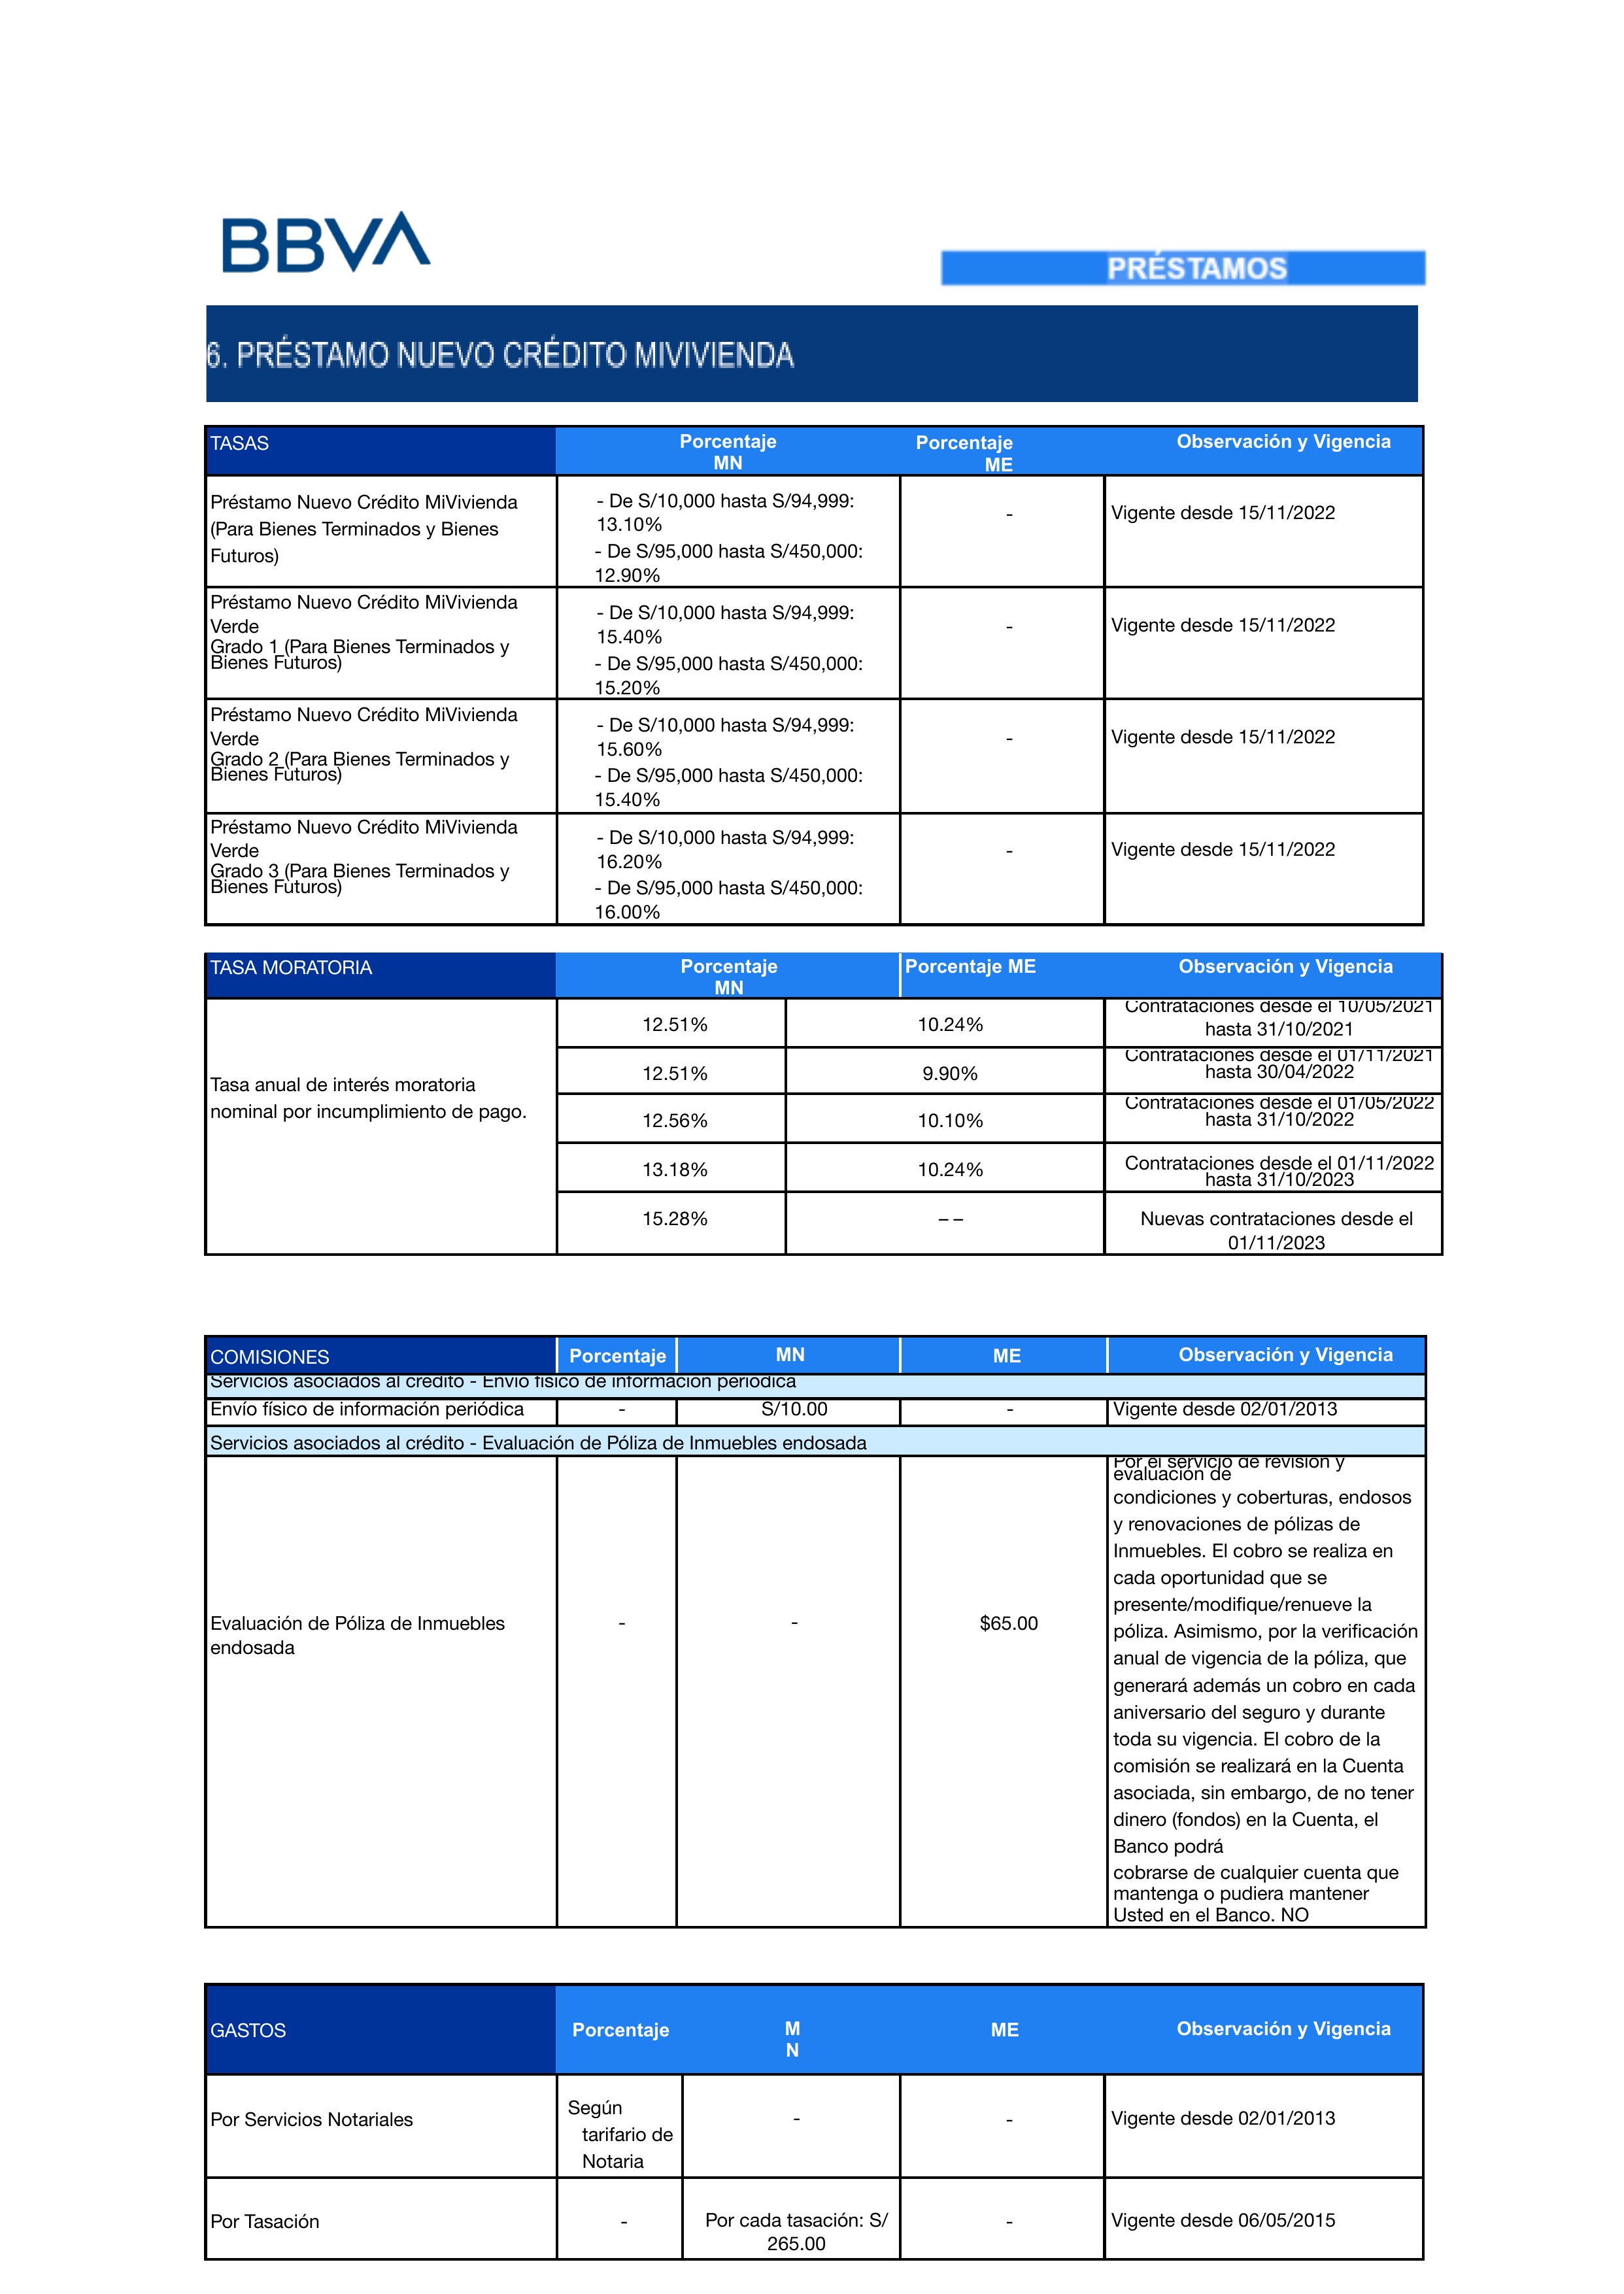 BBVA
PRÉSTAMOS
6. PRÉSTAMO NUEVO CRÉDITO MIVIVIENDA
TASAS
Porcentaje
MN
Porcentaje
ME
Observación y Vigencia
Préstamo Nuevo Crédito MiVivienda
(Para Bienes Terminados y Bienes
Futuros)
- De S/10,000 hasta S/94,999:
13.10%
- De S/95,000 hasta S/450,000:
12.90%
-
Vigente desde 15/11/2022
Préstamo Nuevo Crédito MiVivienda
Verde
Grado 1 (Para Bienes Terminados y
Bienes Futuros)
- De S/10,000 hasta S/94,999:
15.40%
- De S/95,000 hasta S/450,000:
15.20%
-
Vigente desde 15/11/2022
Préstamo Nuevo Crédito MiVivienda
Verde
Grado 2 (Para Bienes Terminados y
Bienes Futuros)
- De S/10,000 hasta S/94,999:
15.60%
- De S/95,000 hasta S/450,000:
15.40%
-
Vigente desde 15/11/2022
Préstamo Nuevo Crédito MiVivienda
Verde
Grado 3 (Para Bienes Terminados y
Bienes Futuros)
- De S/10,000 hasta S/94,999:
16.20%
- De S/95,000 hasta S/450,000:
16.00%
-
Vigente desde 15/11/2022
TASA MORATORIA
Porcentaje
MN
Porcentaje ME
Observación y Vigencia
Tasa anual de interés moratoria
nominal por incumplimiento de pago.
12.51%
10.24%
Contrataciones desde el 10/05/2021
hasta 31/10/2021
12.51%
9.90%
Contrataciones desde el 01/11/2021
hasta 30/04/2022
12.56%
10.10%
Contrataciones desde el 01/05/2022
hasta 31/10/2022
13.18%
10.24%
Contrataciones desde el 01/11/2022
hasta 31/10/2023
15.28%
– –
Nuevas contrataciones desde el
01/11/2023
COMISIONES
Porcentaje
MN
ME
Observación y Vigencia
Servicios asociados al crédito - Envío físico de información periódica
Envío físico de información periódica
-
S/10.00
-
Vigente desde 02/01/2013
Servicios asociados al crédito - Evaluación de Póliza de Inmuebles endosada
Evaluación de Póliza de Inmuebles
endosada
-
-
$65.00
Por el servicio de revisión y
evaluación de
condiciones y coberturas, endosos
y renovaciones de pólizas de
Inmuebles. El cobro se realiza en
cada oportunidad que se
presente/modifique/renueve la
póliza. Asimismo, por la verificación
anual de vigencia de la póliza, que
generará además un cobro en cada
aniversario del seguro y durante
toda su vigencia. El cobro de la
comisión se realizará en la Cuenta
asociada, sin embargo, de no tener
dinero (fondos) en la Cuenta, el
Banco podrá
cobrarse de cualquier cuenta que
mantenga o pudiera mantener
Usted en el Banco. NO
GASTOS
Porcentaje
M
N
ME
Observación y Vigencia
Por Servicios Notariales
Según
tarifario de
Notaria
-
-
Vigente desde 02/01/2013
Por Tasación
-
Por cada tasación: S/
265.00
-
Vigente desde 06/05/2015